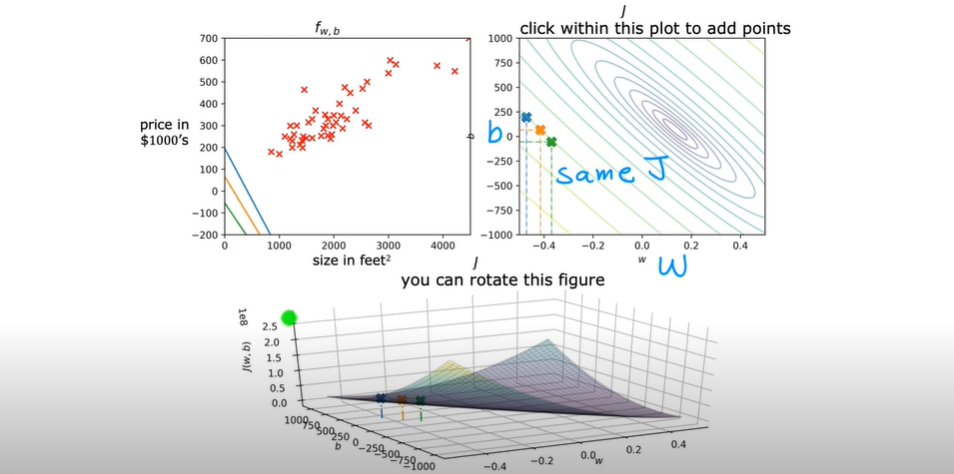 f_w,b
700
600
500
400
300
200
100
0
−100
−200
price in
$1000's
0 1000 2000 3000 4000
size in feet²
J
click within this plot to add points
1000
750
500
250
0
−250
−500
−750
−1000
b
b
same J
−0.4 −0.2 0.0 0.2 0.4
w
W
J
you can rotate this figure
1e8
2.5
2.0
1.5
1.0
0.5
0.0
J(w, b)
1000 750 500 250 0 −250 −500 −750 −1000
b
−0.4 −0.2 0.0 0.2 0.4
w